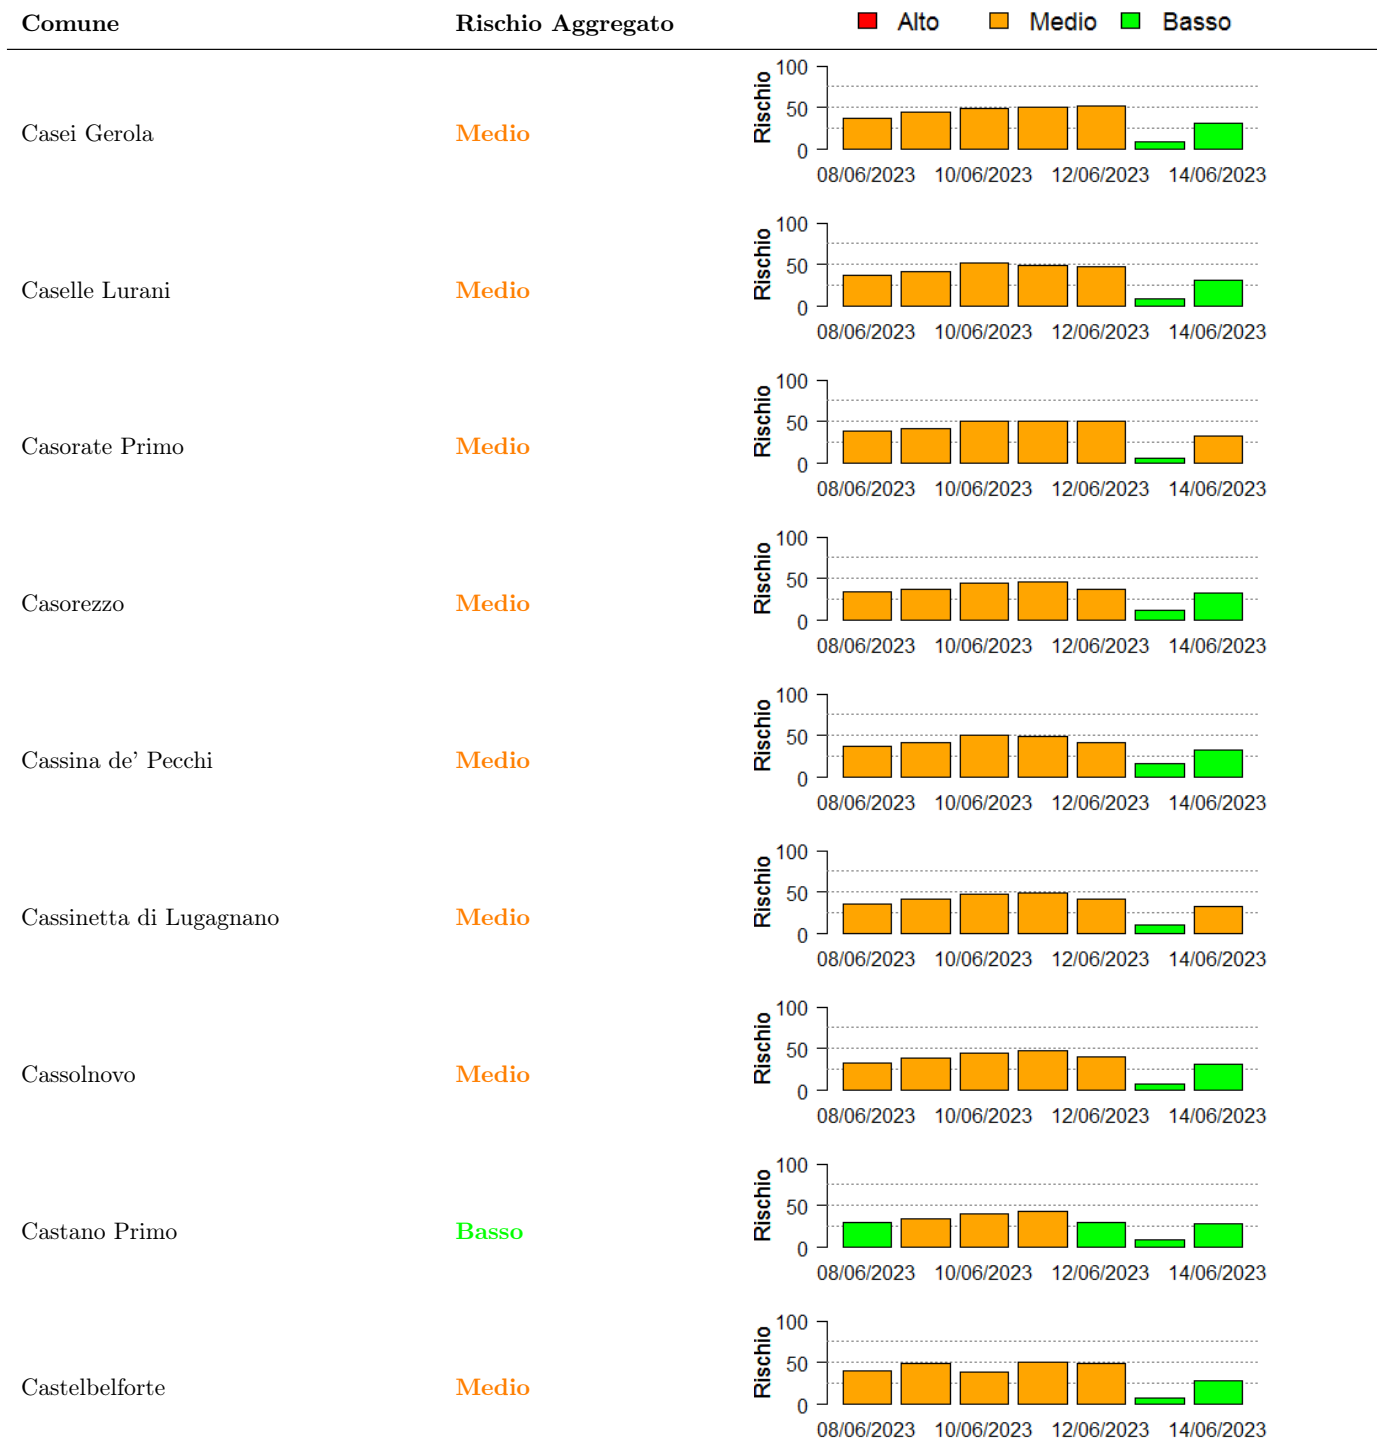 Comune Rischio Aggregato Alto Medio Basso
100
50
0
Rischio
Casei Gerola Medio
08/06/2023 10/06/2023 12/06/2023 14/06/2023
100
50
0
Rischio
Caselle Lurani Medio
08/06/2023 10/06/2023 12/06/2023 14/06/2023
100
50
0
Rischio
Casorate Primo Medio
08/06/2023 10/06/2023 12/06/2023 14/06/2023
100
50
0
Rischio
Casorezzo Medio
08/06/2023 10/06/2023 12/06/2023 14/06/2023
100
50
0
Rischio
Cassina de' Pecchi Medio
08/06/2023 10/06/2023 12/06/2023 14/06/2023
100
50
0
Rischio
Cassinetta di Lugagnano Medio
08/06/2023 10/06/2023 12/06/2023 14/06/2023
100
50
0
Rischio
Cassolnovo Medio
08/06/2023 10/06/2023 12/06/2023 14/06/2023
100
50
0
Rischio
Castano Primo Basso
08/06/2023 10/06/2023 12/06/2023 14/06/2023
100
50
0
Rischio
Castelbelforte Medio
08/06/2023 10/06/2023 12/06/2023 14/06/2023